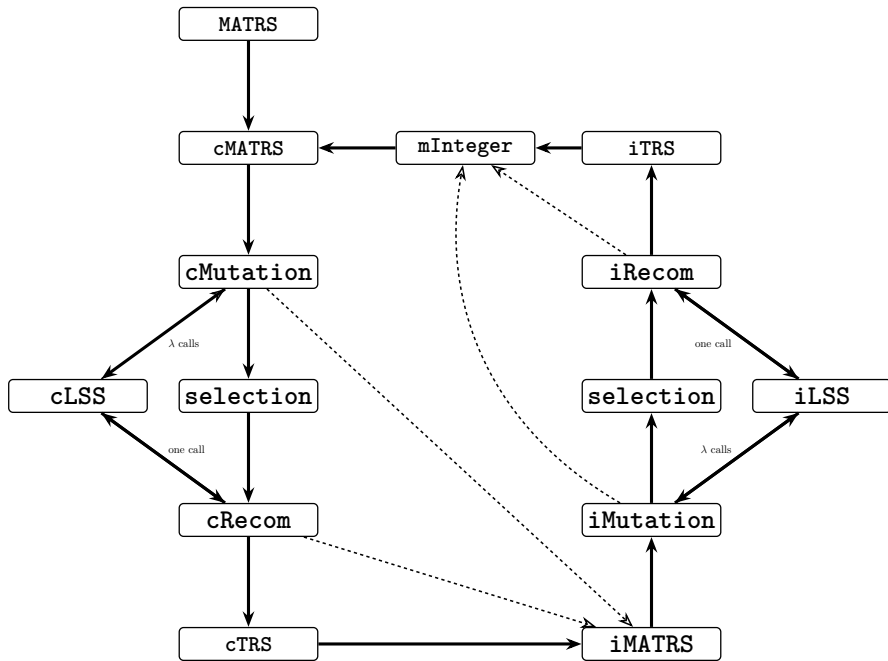 MATRS
cMATRS
mInteger
iTRS
cMutation
iRecom
λ calls
one call
cLSS
selection
selection
iLSS
one call
λ calls
cRecom
iMutation
cTRS
iMATRS